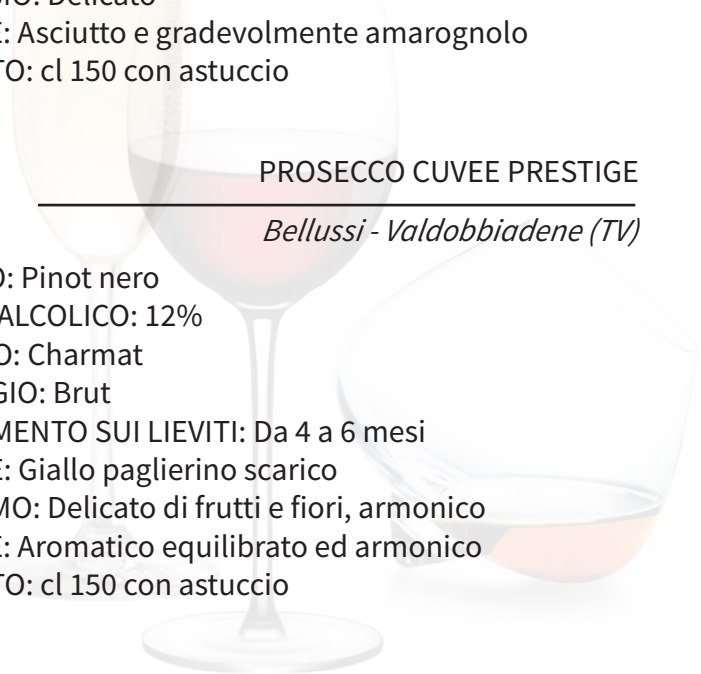 : Asciutto e gradevolmente amarognolo
TO: cl 150 con astuccio
PROSECCO CUVEE PRESTIGE
Bellussi - Valdobbiadene (TV)
O: Pinot nero
ALCOLICO: 12%
O: Charmat
GIO: Brut
MENTO SUI LIEVITI: Da 4 a 6 mesi
E: Giallo paglierino scarico
MO: Delicato di frutti e fiori, armonico
E: Aromatico equilibrato ed armonico
TO: cl 150 con astuccio